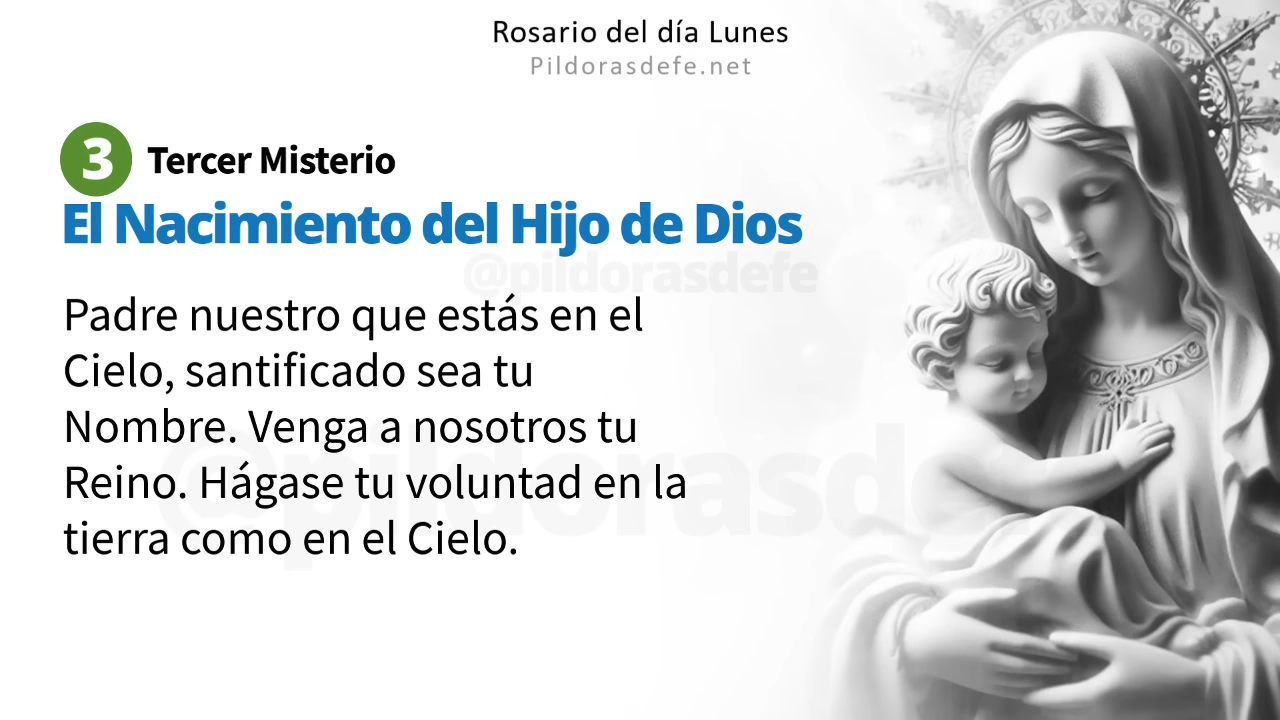 Rosario del día Lunes
Pildorasdefe.net
3 Tercer Misterio
El Nacimiento del Hijo de Dios
@pildorasdefe
Padre nuestro que estás en el
Cielo, santificado sea tu
Nombre. Venga a nosotros tu
Reino. Hágase tu voluntad en la
tierra como en el Cielo.
@pildorasde